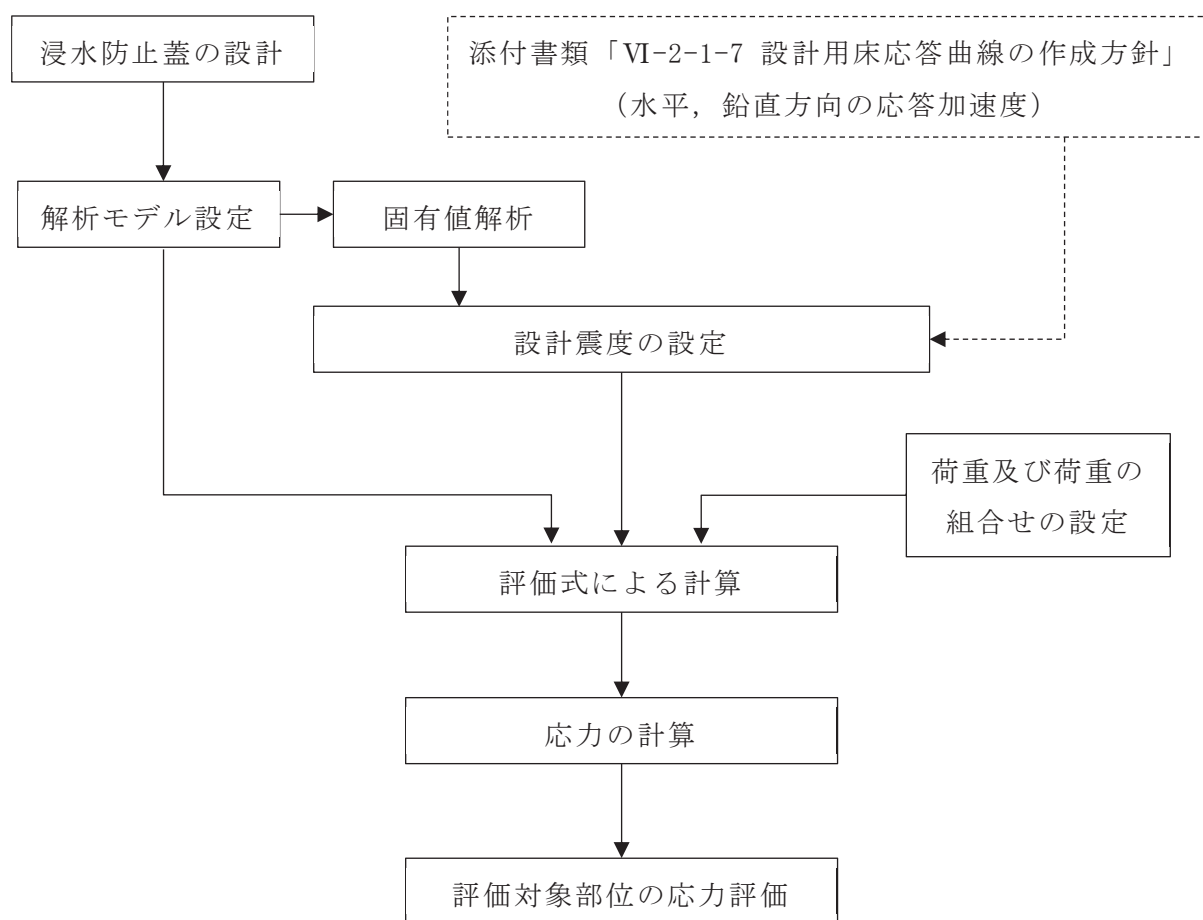 浸水防止蓋の設計
添付書類「Ⅵ-2-1-7 設計用床応答曲線の作成方針」
（水平，鉛直方向の応答加速度）
解析モデル設定
固有値解析
設計震度の設定
荷重及び荷重の
組合せの設定
評価式による計算
応力の計算
評価対象部位の応力評価